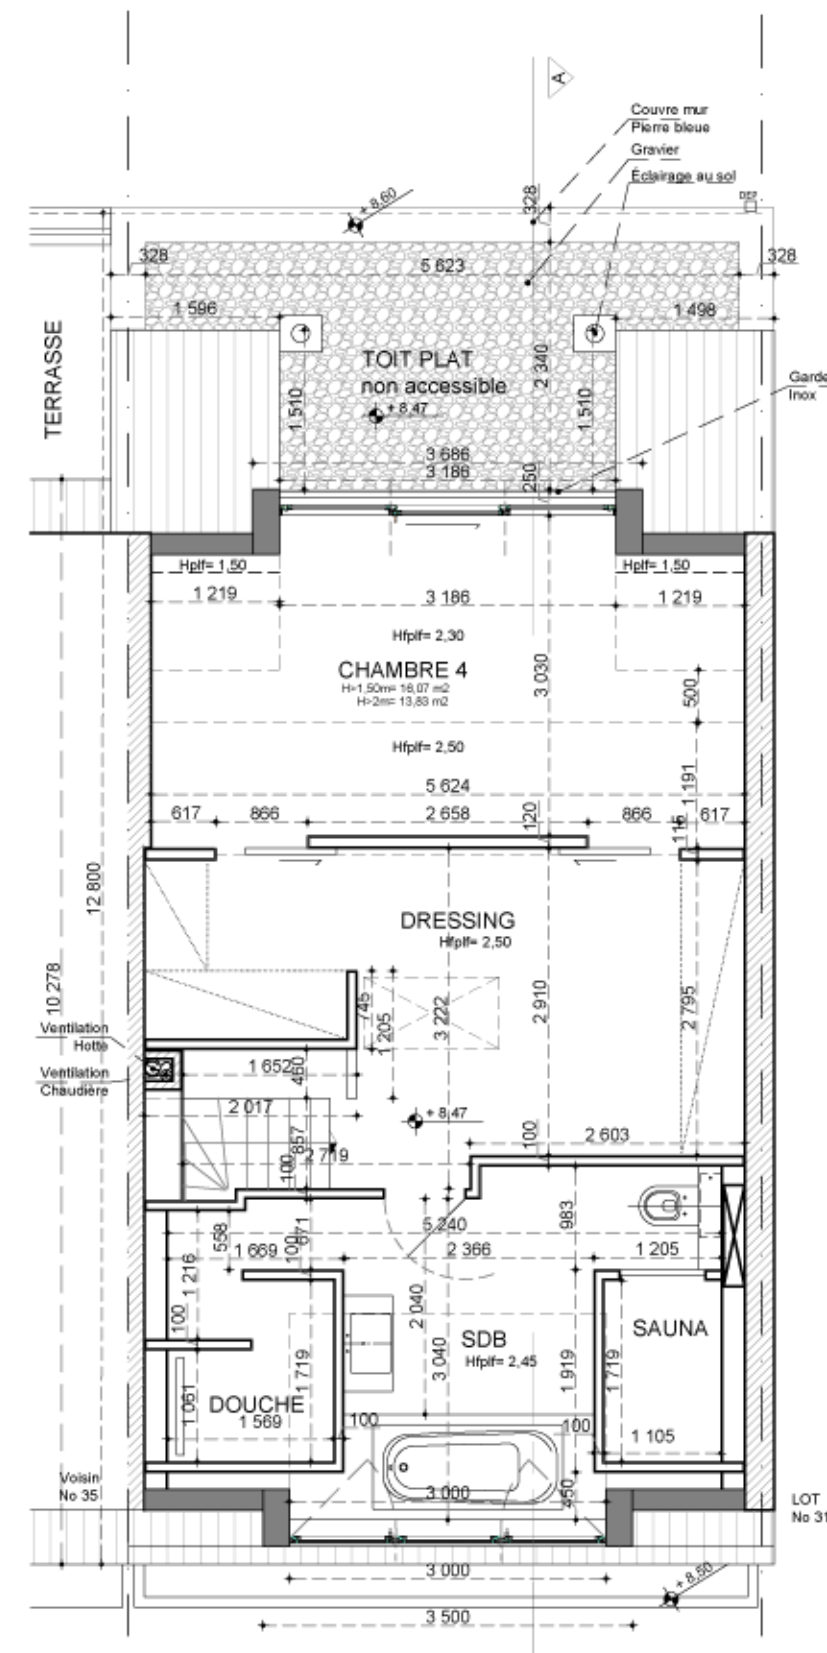 A
Couvre mur
Pierre bleue
Gravier
Éclairage au sol
DEP
+ 8,60
328
328
5 623
328
1 596
1 498
TERRASSE
TOIT PLAT
non accessible
+ 8,47
2 340
Garde
Inox
1 510
1 510
3 686
3 186
250
Hplf= 1,50
Hplf= 1,50
1 219
3 186
1 219
Hfplf= 2,30
CHAMBRE 4
H>1,50m= 16,07 m2
H>2m= 13,83 m2
3 030
500
Hfplf= 2,50
1 191
5 624
617
866
2 658
120
866
115
617
12 800
DRESSING
Hfplf= 2,50
10 278
745
1 205
3 222
2 910
2 795
Ventilation
Hotte
Ventilation
Chaudière
1 652
460
2 017
+ 8,47
857
100
2 603
100
2 719
558
671
5 240
983
1 669
100
2 366
1 205
1 216
100
2 040
SDB
Hfplf= 2,45
3 040
SAUNA
1 719
1 919
1 719
1 061
DOUCHE
1 569
100
100
1 105
Voisin
No 35
3 000
450
LOT
No 31
3 000
+ 8,50
3 500